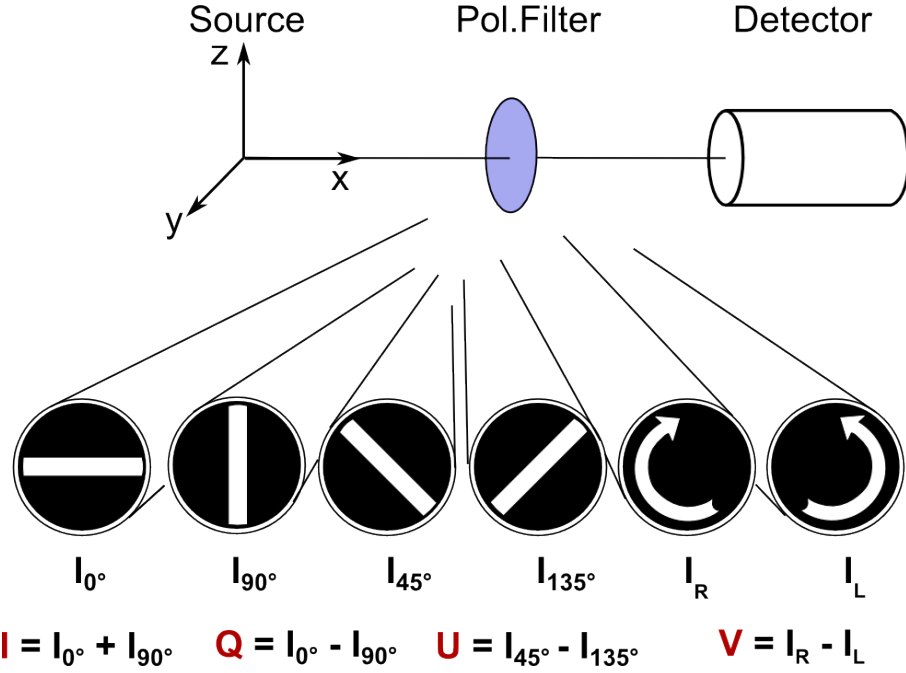 Source Pol.Filter Detector
z
x
y
I0° I90° I45° I135° IR IL
I = I0° + I90° Q = I0° - I90° U = I45° - I135° V = IR - IL